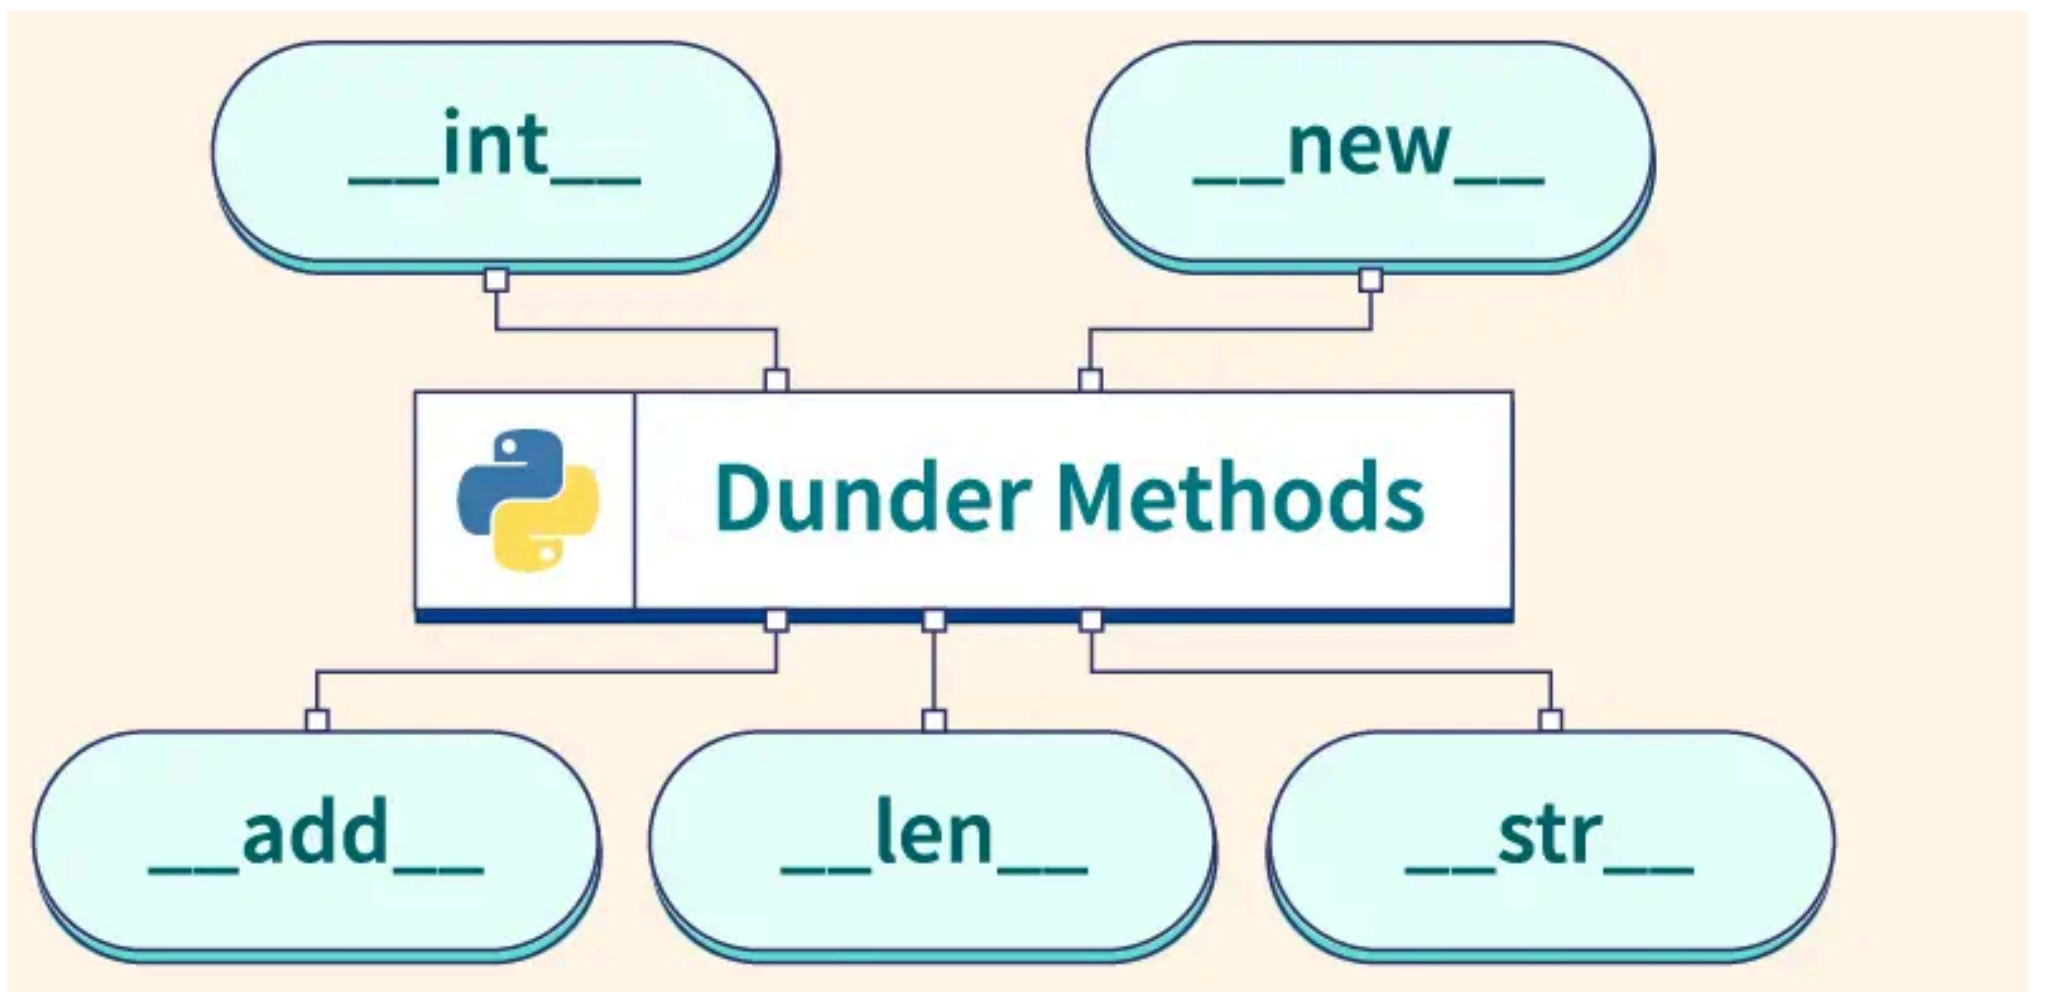 __int__
__new__
Dunder Methods
__add__
__len__
__str__